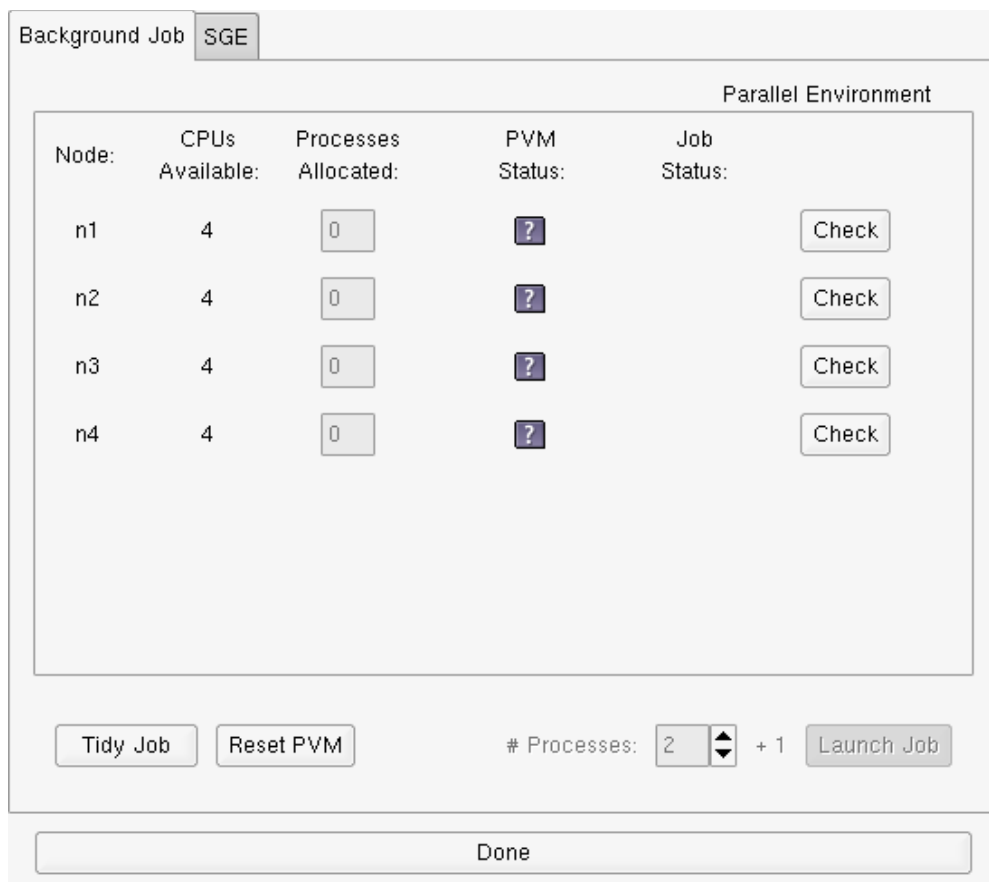 Background Job SGE
Parallel Environment
Node: CPUs Available: Processes Allocated: PVM Status: Job Status:
n1 4 0 ? Check
n2 4 0 ? Check
n3 4 0 ? Check
n4 4 0 ? Check
Tidy Job Reset PVM # Processes: 2 + 1 Launch Job
Done